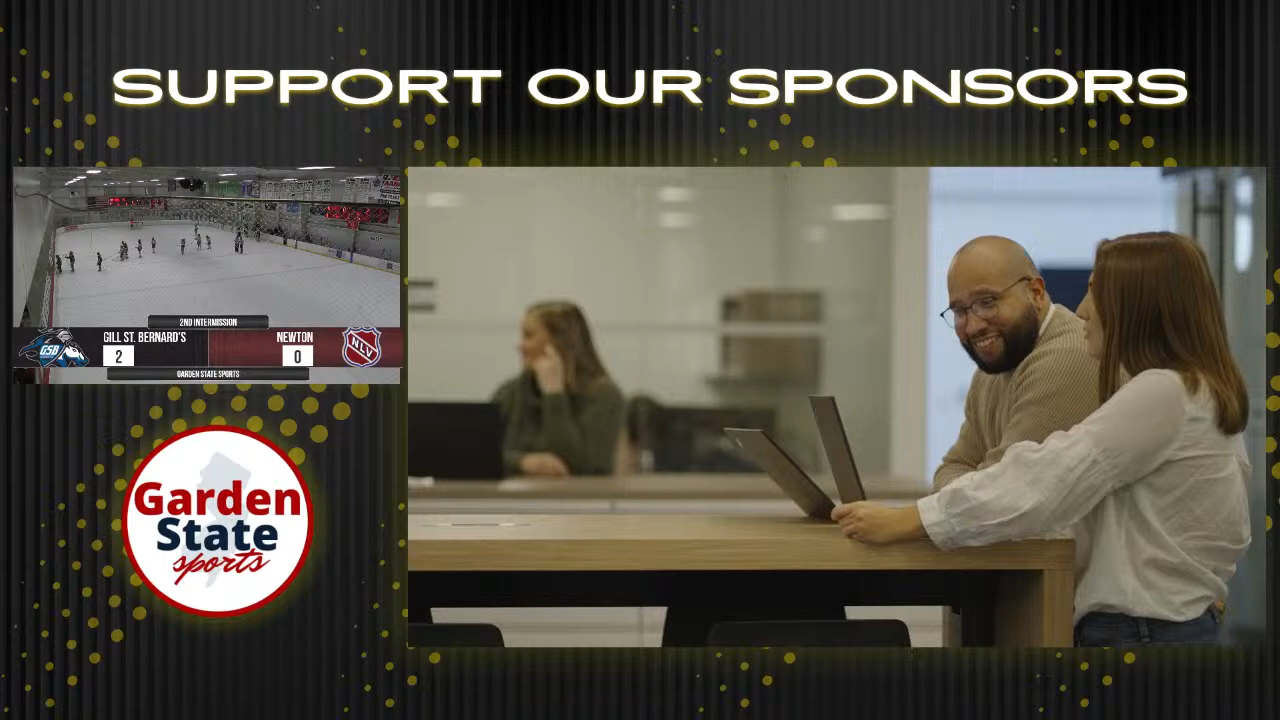 SUPPORT OUR SPONSORS
2ND INTERMISSION
GILL ST. BERNARD'S
NEWTON
GSB
2
0
NLV
GARDEN STATE SPORTS
Garden
State
sports